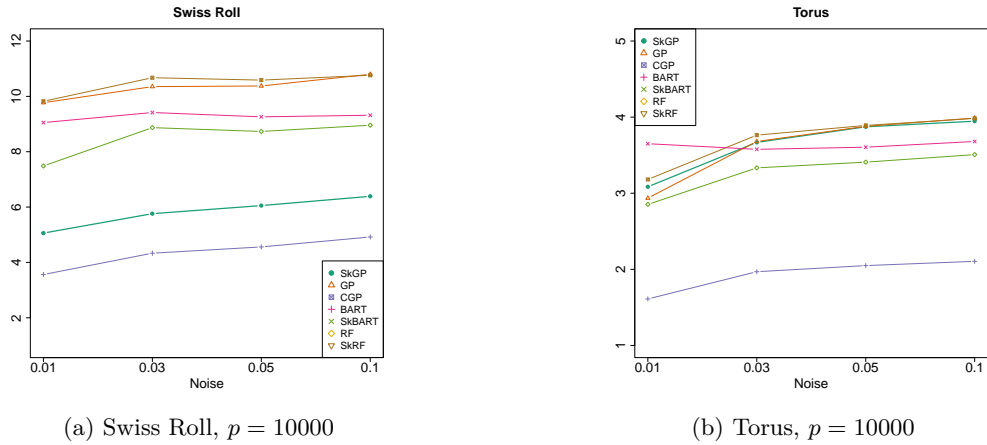 Swiss Roll
12
10
8
6
4
2
SkGP
GP
CGP
BART
SkBART
RF
SkRF
0.01 0.03 0.05 0.1
Noise
(a) Swiss Roll, p = 10000
Torus
5
4
3
2
1
SkGP
GP
CGP
BART
SkBART
RF
SkRF
0.01 0.03 0.05 0.1
Noise
(b) Torus, p = 10000